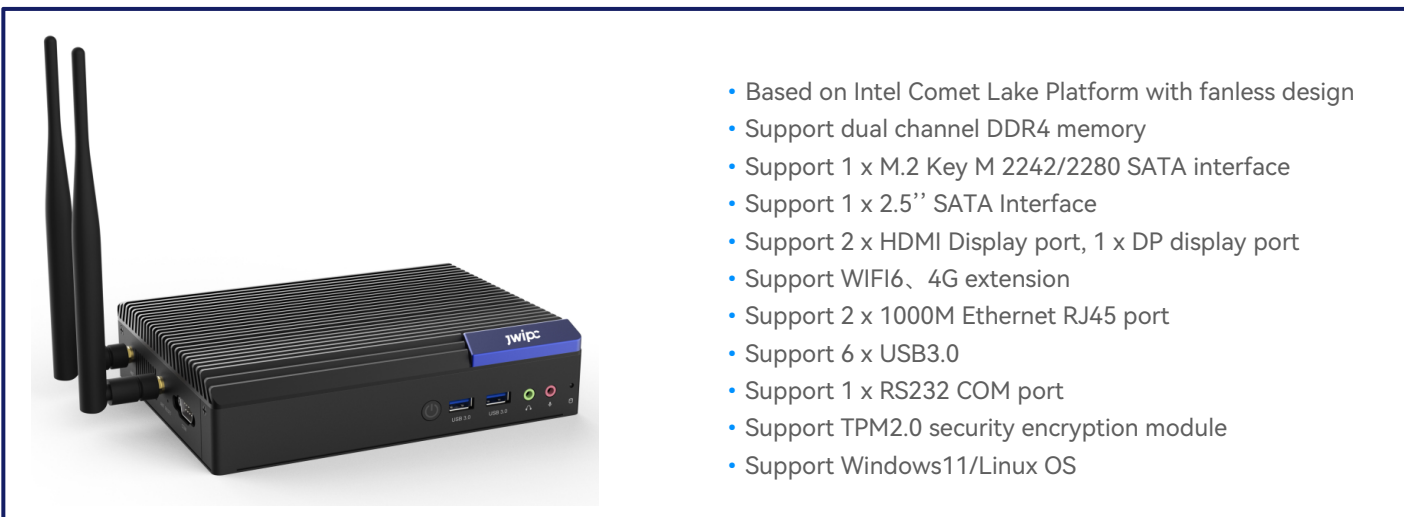 Jwipc
USB 3.0
USB 3.0
• Based on Intel Comet Lake Platform with fanless design
• Support dual channel DDR4 memory
• Support 1 x M.2 Key M 2242/2280 SATA interface
• Support 1 x 2.5’’ SATA Interface
• Support 2 x HDMI Display port, 1 x DP display port
• Support WIFI6、4G extension
• Support 2 x 1000M Ethernet RJ45 port
• Support 6 x USB3.0
• Support 1 x RS232 COM port
• Support TPM2.0 security encryption module
• Support Windows11/Linux OS